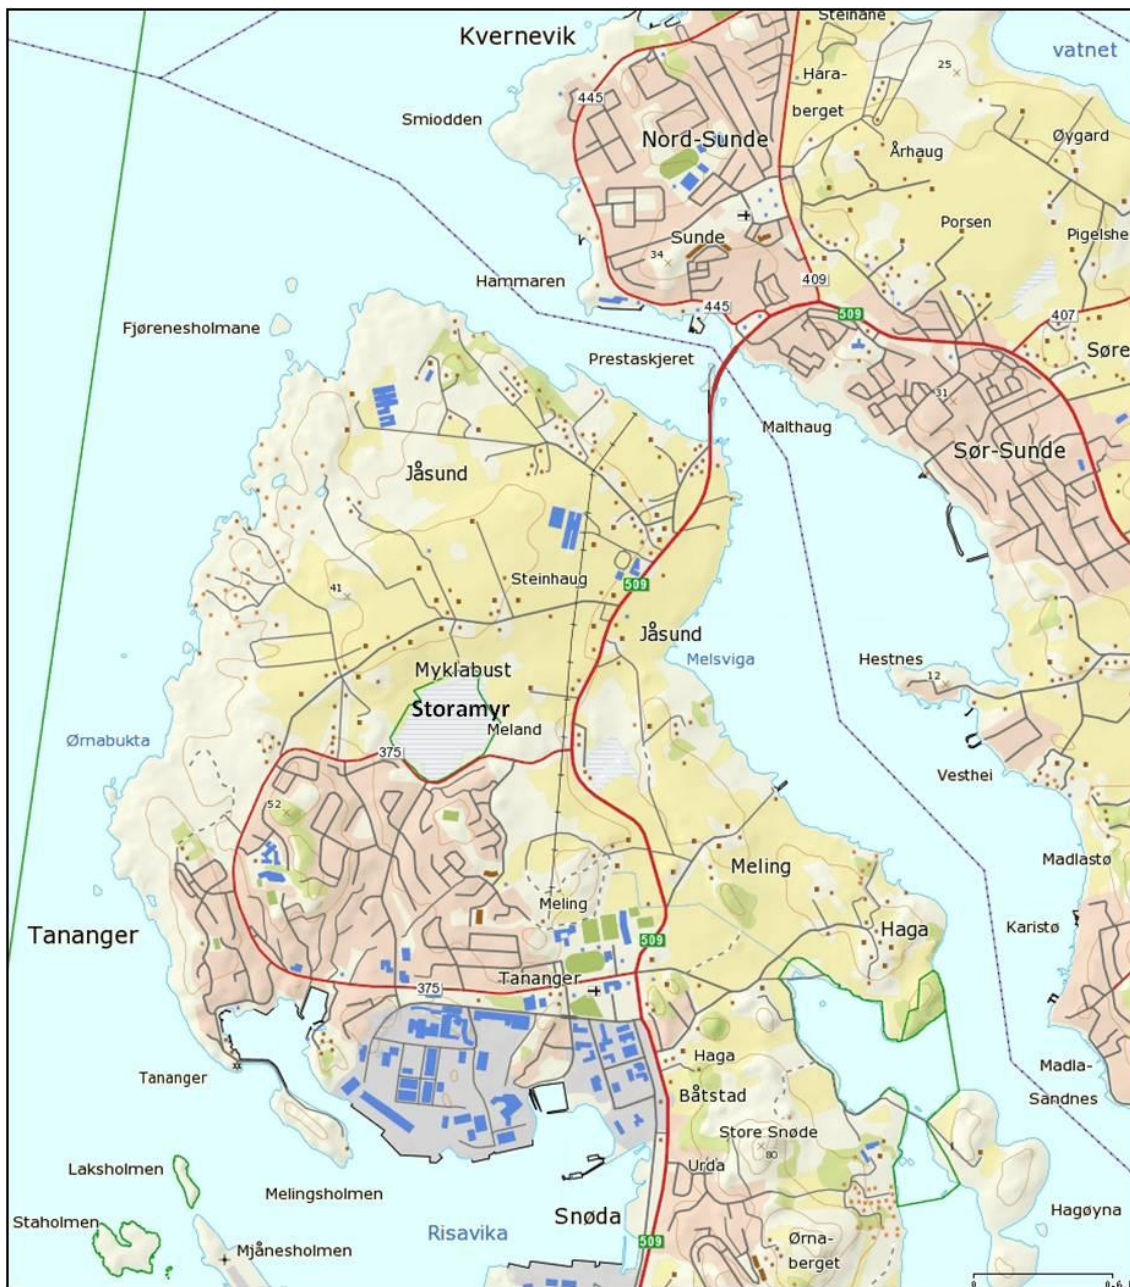 Kvernevik
Steinane
vatnet
25
Hara-
berget
445
Smiodden
Nord-Sunde
Øygard
Århaug
Porsen
Pigelshe
Sunde
34
Hammaren
409
445
509
407
Fjørenesholmane
Prestaskjeret
Søre
31
Malthaug
Sør-Sunde
Jåsund
Steinhaug
509
41
Jåsund
Melsviga
Hestnes
12
Myklabust
Storamyr
Meland
Ørnabukta
375
Vesthei
52
Madlastø
Meling
Meling
Tananger
Karistø
Haga
509
Tananger
375
Haga
Madla-
Sandnes
Tananger
Båtstad
Store Snøde
80
Urda
Laksholmen
Melingsholmen
Hagøyna
Staholmen
Snøda
Risavika
Ørna-
berget
509
Mjånesholmen
0